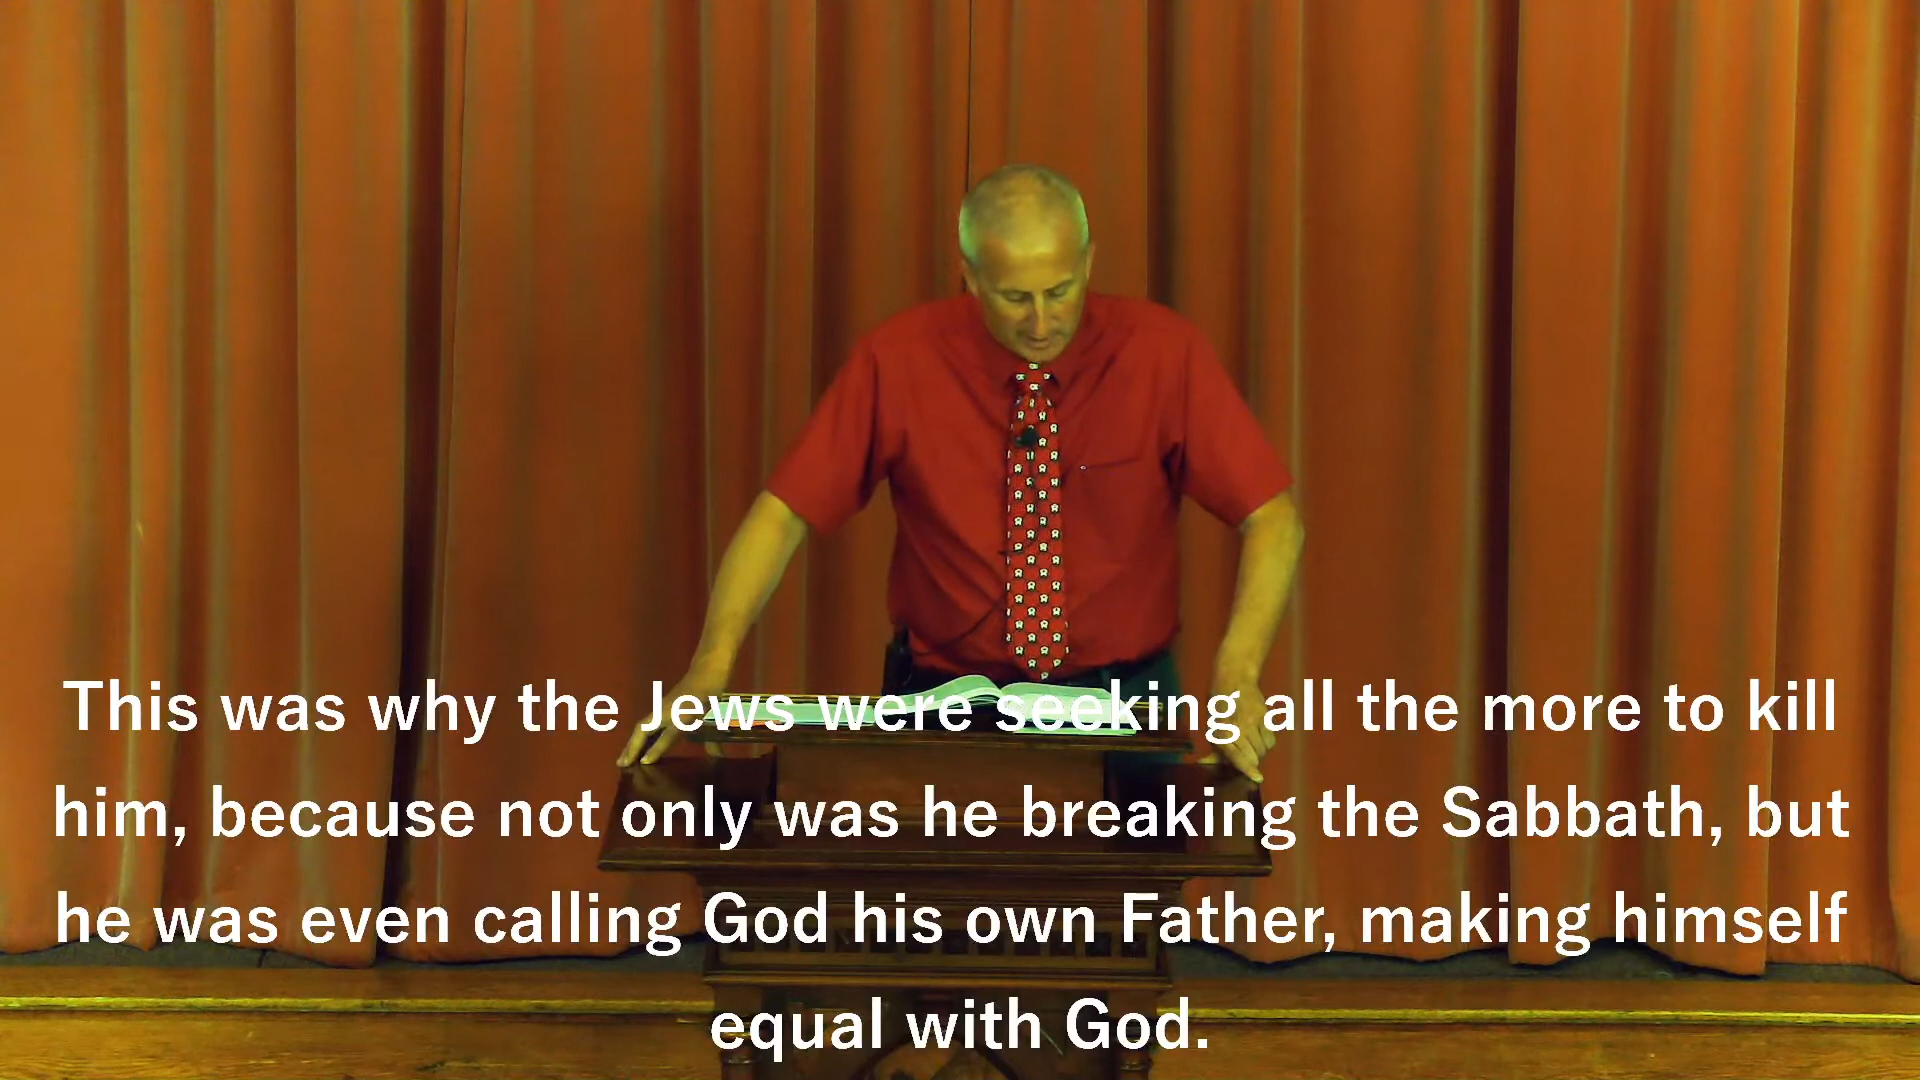 This was why the Jews were seeking all the more to kill
him, because not only was he breaking the Sabbath, but
he was even calling God his own Father, making himself
equal with God.